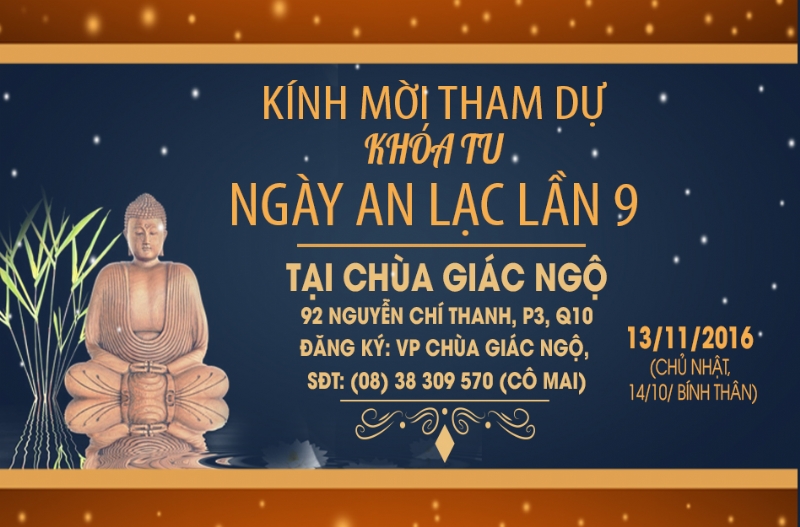 KÍNH MỜI THAM DỰ
KHÓA TU
NGÀY AN LẠC LẦN 9
TẠI CHÙA GIÁC NGỘ
92 NGUYỄN CHÍ THANH, P3, Q10
ĐĂNG KÝ: VP CHÙA GIÁC NGỘ,
SĐT: (08) 38 309 570 (CÔ MAI)
13/11/2016
(CHỦ NHẬT,
14/10/ BÍNH THÂN)